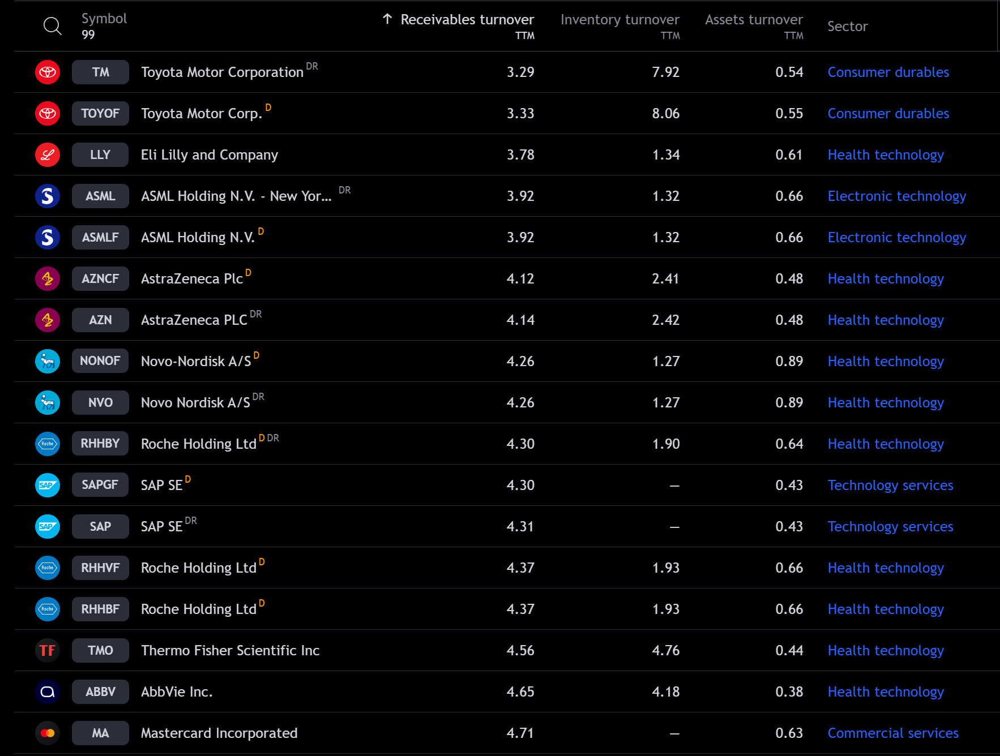 Symbol ↑ Receivables turnover Inventory turnover Assets turnover Sector
99 TTM TTM TTM
TM Toyota Motor Corporation DR 3.29 7.92 0.54 Consumer durables
TOYOF Toyota Motor Corp. D 3.33 8.06 0.55 Consumer durables
LLY Eli Lilly and Company 3.78 1.34 0.61 Health technology
ASML ASML Holding N.V. - New Yor... DR 3.92 1.32 0.66 Electronic technology
ASMLF ASML Holding N.V. D 3.92 1.32 0.66 Electronic technology
AZNCF AstraZeneca Plc D 4.12 2.41 0.48 Health technology
AZN AstraZeneca PLC DR 4.14 2.42 0.48 Health technology
NONOF Novo-Nordisk A/S D 4.26 1.27 0.89 Health technology
NVO Novo Nordisk A/S DR 4.26 1.27 0.89 Health technology
Roche RHHBY Roche Holding Ltd D DR 4.30 1.90 0.64 Health technology
SAP SAPGF SAP SE D 4.30 — 0.43 Technology services
SAP SAP SAP SE DR 4.31 — 0.43 Technology services
Roche RHHVF Roche Holding Ltd D 4.37 1.93 0.66 Health technology
Roche RHHBF Roche Holding Ltd D 4.37 1.93 0.66 Health technology
TF TMO Thermo Fisher Scientific Inc 4.56 4.76 0.44 Health technology
ABBV AbbVie Inc. 4.65 4.18 0.38 Health technology
MA Mastercard Incorporated 4.71 — 0.63 Commercial services